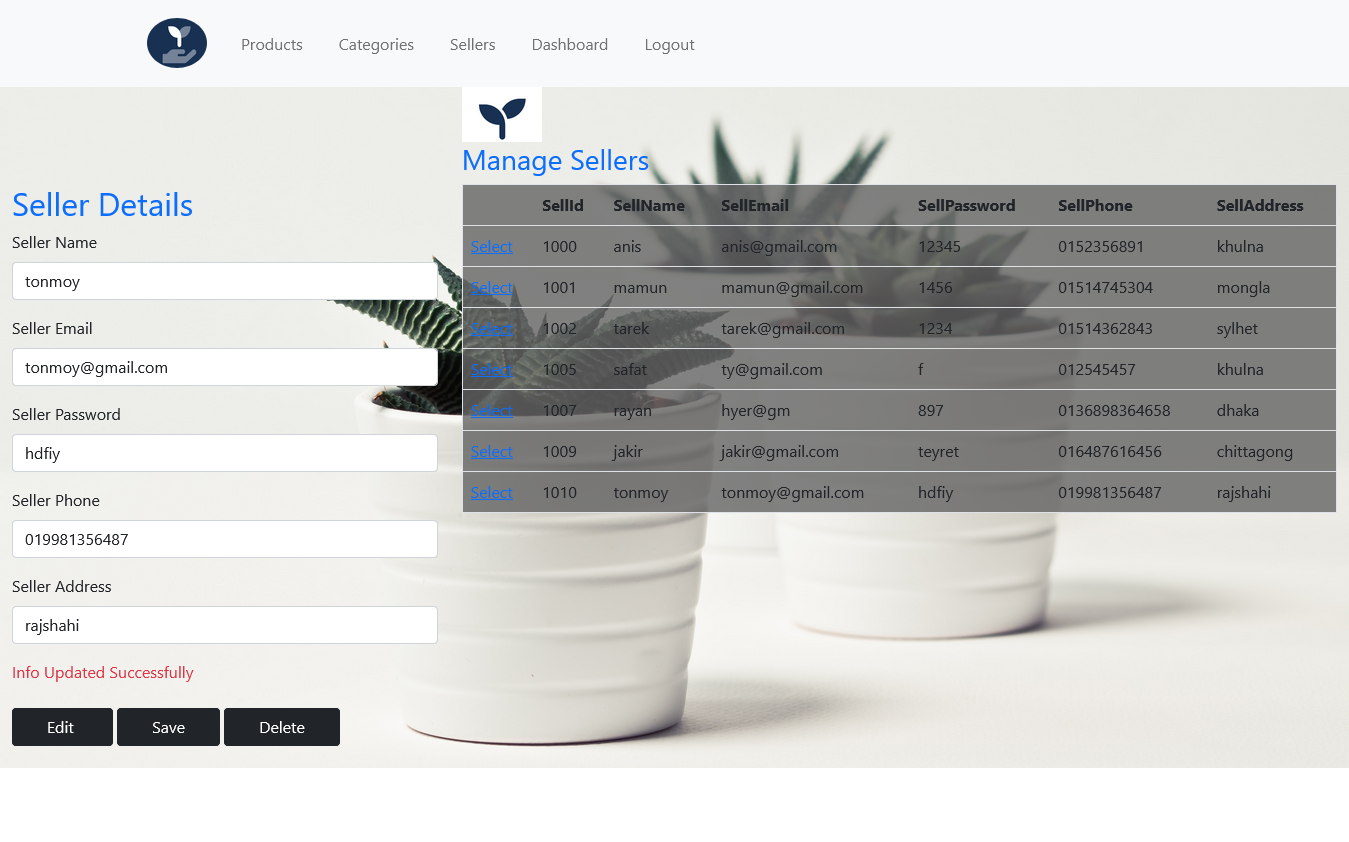 Products Categories Sellers Dashboard Logout
Seller Details
Seller Name
tonmoy
Seller Email
tonmoy@gmail.com
Seller Password
hdfiy
Seller Phone
019981356487
Seller Address
rajshahi
Info Updated Successfully
Edit Save Delete
Manage Sellers
SellId SellName SellEmail SellPassword SellPhone SellAddress
Select 1000 anis anis@gmail.com 12345 0152356891 khulna
Select 1001 mamun mamun@gmail.com 1456 01514745304 mongla
Select 1002 tarek tarek@gmail.com 1234 01514362843 sylhet
Select 1005 safat ty@gmail.com f 012545457 khulna
Select 1007 rayan hyer@gm 897 0136898364658 dhaka
Select 1009 jakir jakir@gmail.com teyret 016487616456 chittagong
Select 1010 tonmoy tonmoy@gmail.com hdfiy 019981356487 rajshahi